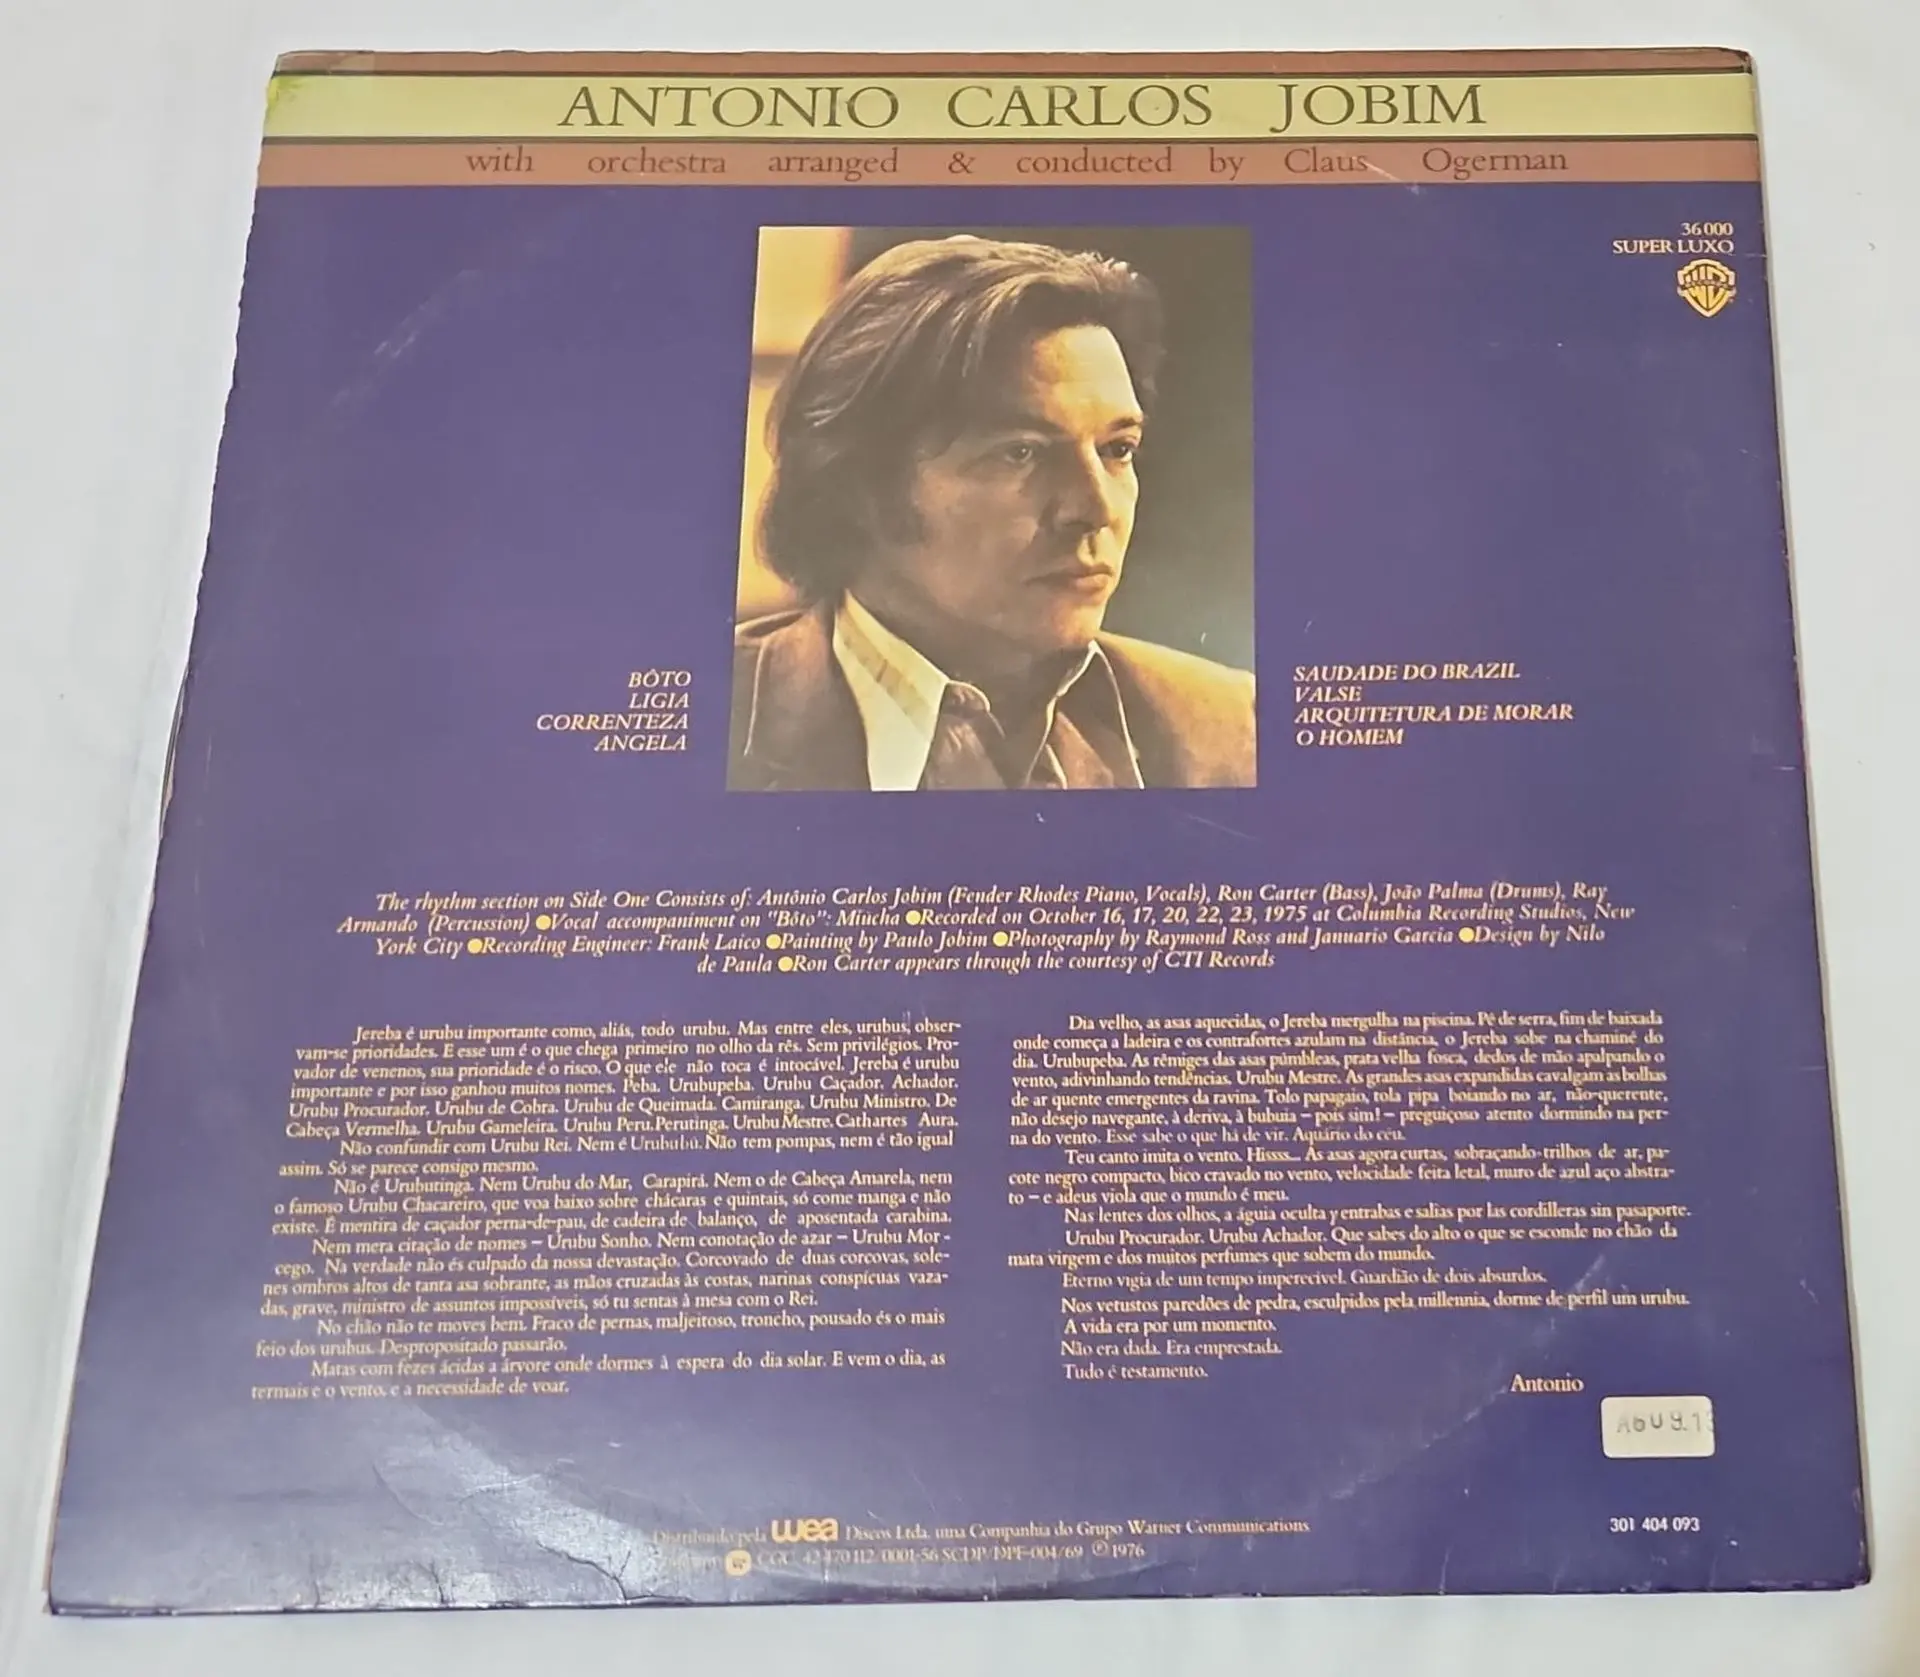 ANTONIO CARLOS JOBIM
with orchestra arranged & conducted by Claus Ogerman
36000
SUPER LUXO
BÔTO
LIGIA
CORRENTEZA
ANGELA
SAUDADE DO BRAZIL
VALSE
ARQUITETURA DE MORAR
O HOMEM
The rhythm section on Side One Consists of: Antônio Carlos Jobim (Fender Rhodes Piano, Vocals), Ron Carter (Bass), João Palma (Drums), Ray
Armando (Percussion) ●Vocal accompaniment on "Bôto": Miucha ●Recorded on October 16, 17, 20, 22, 23, 1975 at Columbia Recording Studios, New
York City ●Recording Engineer: Frank Laico ●Painting by Paulo Jobim ●Photography by Raymond Ross and Januario Garcia ●Design by Nilo
de Paula ●Ron Carter appears through the courtesy of CTI Records
Jereba é urubu importante como, aliás, todo urubu. Mas entre eles, urubus, obser-
vam-se prioridades. E esse um é o que chega primeiro no olho da rês. Sem privilégios. Pro-
vador de venenos, sua prioridade é o risco. O que ele não toca é intocável. Jereba é urubu
importante e por isso ganhou muitos nomes. Peba. Urubupeba. Urubu Caçador. Achador.
Urubu Procurador. Urubu de Cobra. Urubu de Queimada. Camiranga. Urubu Ministro. De
Cabeça Vermelha. Urubu Gameleira. Urubu Peru. Perutinga. Urubu Mestre. Cathartes Aura.
Não confundir com Urubu Rei. Nem é Urububú. Não tem pompas, nem é tão igual
assim. Só se parece consigo mesmo.
Não é Urubutinga. Nem Urubu do Mar, Carapirá. Nem o de Cabeça Amarela, nem
o famoso Urubu Chacareiro, que voa baixo sobre chácaras e quintais, só come manga e não
existe. É mentira de caçador perna-de-pau, de cadeira de balanço, de aposentada carabina.
Nem mera citação de nomes – Urubu Sonho. Nem conotação de azar – Urubu Mor-
cego. Na verdade não és culpado da nossa devastação. Corcovado de duas corcovas, sole-
nes ombros altos de tanta asa sobrante, as mãos cruzadas às costas, narinas conspícuas vaza-
das, grave, ministro de assuntos impossíveis, só tu sentas à mesa com o Rei.
No chão não te moves bem. Fraco de pernas, maljeitoso, troncho, pousado és o mais
feio dos urubus. Despropositado passarão.
Matas com fezes ácidas a árvore onde dormes à espera do dia solar. E vem o dia, as
termais e o vento, e a necessidade de voar.
Dia velho, as asas aquecidas, o Jereba mergulha na piscina. Pé de serra, fim de baixada
onde começa a ladeira e os contrafortes azulam na distância, o Jereba sobe na chaminé do
dia. Urubupeba. As rêmiges das asas púmbleas, prata velha fosca, dedos de mão apalpando o
vento, adivinhando tendências. Urubu Mestre. As grandes asas expandidas cavalgam as bolhas
de ar quente emergentes da ravina. Tolo papagaio, tola pipa boiando no ar, não-querente,
não desejo navegante, à deriva, à bubuia – pois sim! – preguiçoso atento dormindo na per-
na do vento. Esse sabe o que há de vir. Aquário do céu.
Teu canto imita o vento. Hissss... As asas agora curtas, sobraçando trilhos de ar, pa-
cote negro compacto, bico cravado no vento, velocidade feita letal, muro de azul aço abstra-
to – e adeus viola que o mundo é meu.
Nas lentes dos olhos, a águia oculta y entrabas e salias por las cordilleras sin pasaporte.
Urubu Procurador. Urubu Achador. Que sabes do alto o que se esconde no chão da
mata virgem e dos muitos perfumes que sobem do mundo.
Eterno vigia de um tempo imperecível. Guardião de dois absurdos.
Nos vetustos paredões de pedra, esculpidos pela millennia, dorme de perfil um urubu.
A vida era por um momento.
Não era dada. Era emprestada.
Tudo é testamento.
Antonio
Distribuído pela wea Discos Ltda. uma Companhia do Grupo Warner Communications
CGC 42 470 112/0001-56 SCDP/DPF-004/69 ℗ 1976
301 404 093